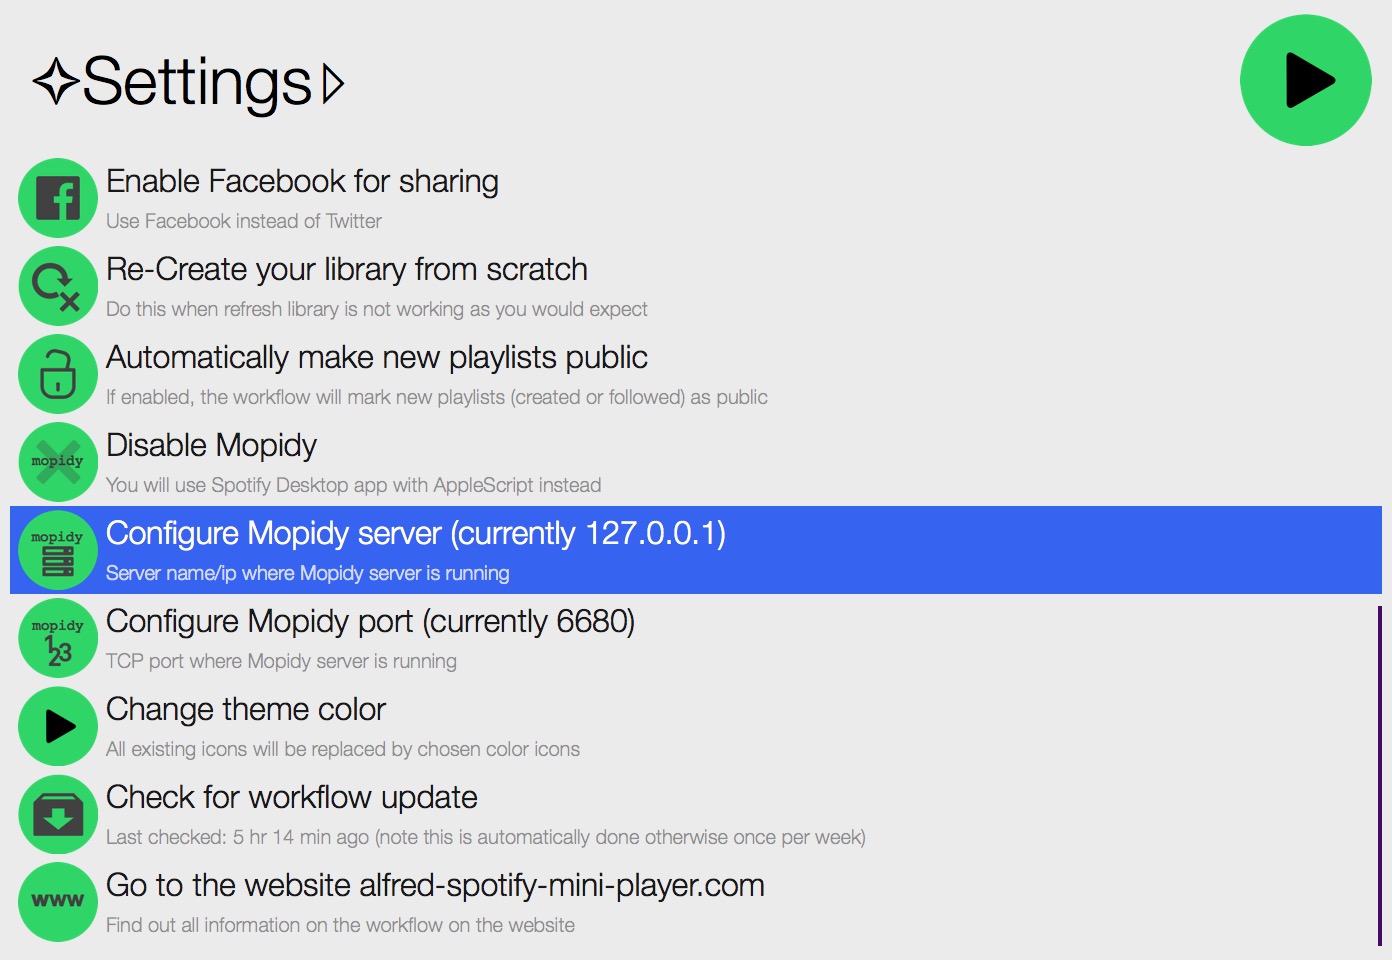 ✧Settings▷
Enable Facebook for sharing
Use Facebook instead of Twitter
Re-Create your library from scratch
Do this when refresh library is not working as you would expect
Automatically make new playlists public
If enabled, the workflow will mark new playlists (created or followed) as public
mopidy
Disable Mopidy
You will use Spotify Desktop app with AppleScript instead
mopidy
Configure Mopidy server (currently 127.0.0.1)
Server name/ip where Mopidy server is running
mopidy
123
Configure Mopidy port (currently 6680)
TCP port where Mopidy server is running
Change theme color
All existing icons will be replaced by chosen color icons
Check for workflow update
Last checked: 5 hr 14 min ago (note this is automatically done otherwise once per week)
www
Go to the website alfred-spotify-mini-player.com
Find out all information on the workflow on the website